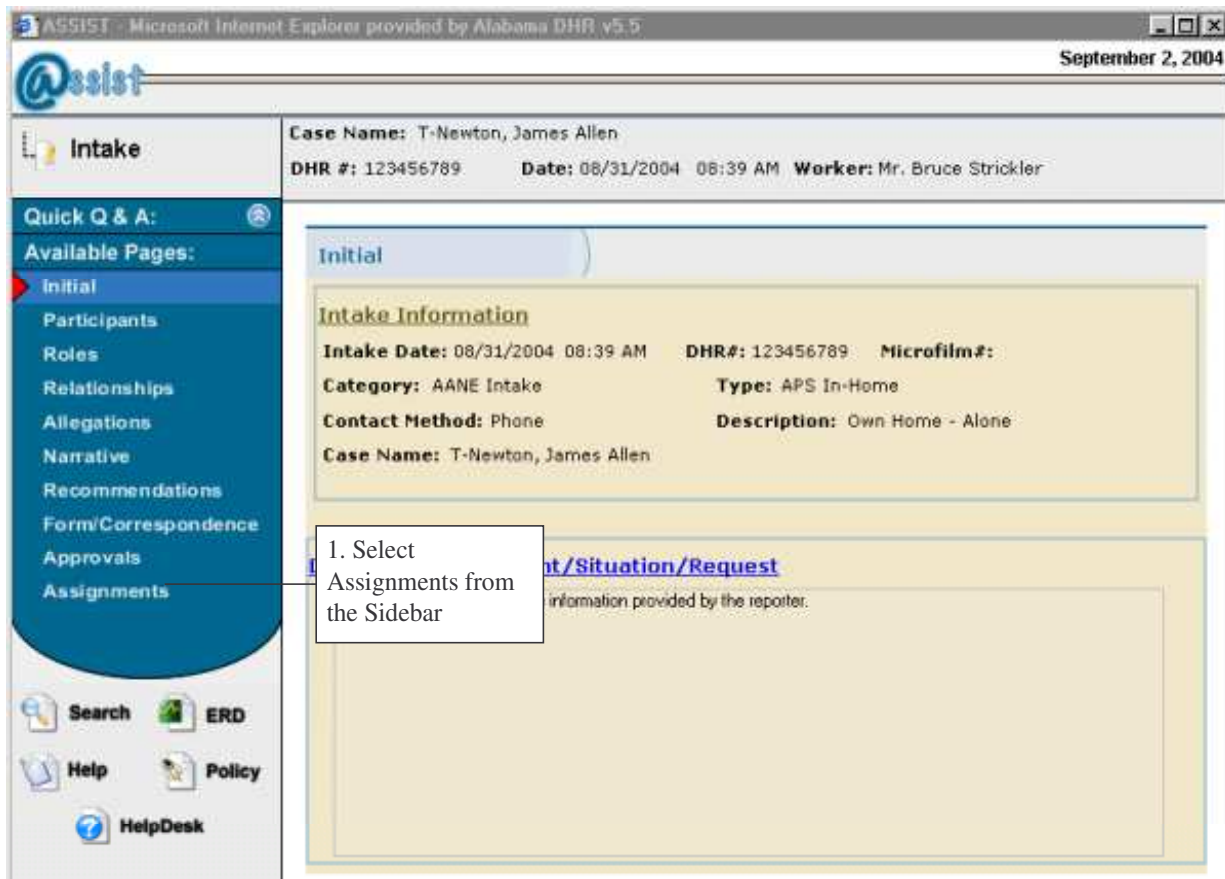 ASSIST - Microsoft Internet Explorer provided by Alabama DHR v5.5
September 2, 2004
@ssist
Intake
Case Name: T-Newton, James Allen
DHR #: 123456789 Date: 08/31/2004 08:39 AM Worker: Mr. Bruce Strickler
Quick Q & A:
Available Pages:
Initial
Participants
Roles
Relationships
Allegations
Narrative
Recommendations
Form/Correspondence
Approvals
Assignments
Search
ERD
Help
Policy
HelpDesk
Initial
Intake Information
Intake Date: 08/31/2004 08:39 AM DHR#: 123456789 Microfilm#:
Category: AANE Intake Type: APS In-Home
Contact Method: Phone Description: Own Home - Alone
Case Name: T-Newton, James Allen
1. Select
Assignments from
the Sidebar
nt/Situation/Request
information provided by the reporter.